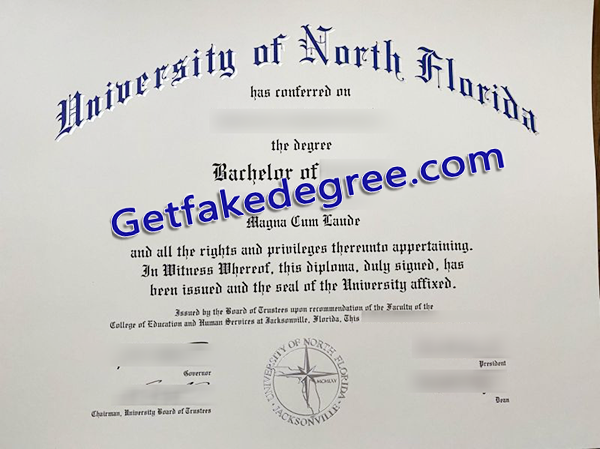 University of North Florida
has conferred on
the degree
Bachelor of
Getfakedegree.com
Magna Cum Laude
and all the rights and privileges thereunto appertaining.
In Witness Whereof, this diploma, duly signed, has
been issued and the seal of the University affixed.
Issued by the Board of Trustees upon recommendation of the Faculty of the
College of Education and Human Services at Jacksonville, Florida, This
Governor
President
Chairman, University Board of Trustees
Dean
UNIVERSITY OF NORTH FLORIDA
MCMLXV
JACKSONVILLE